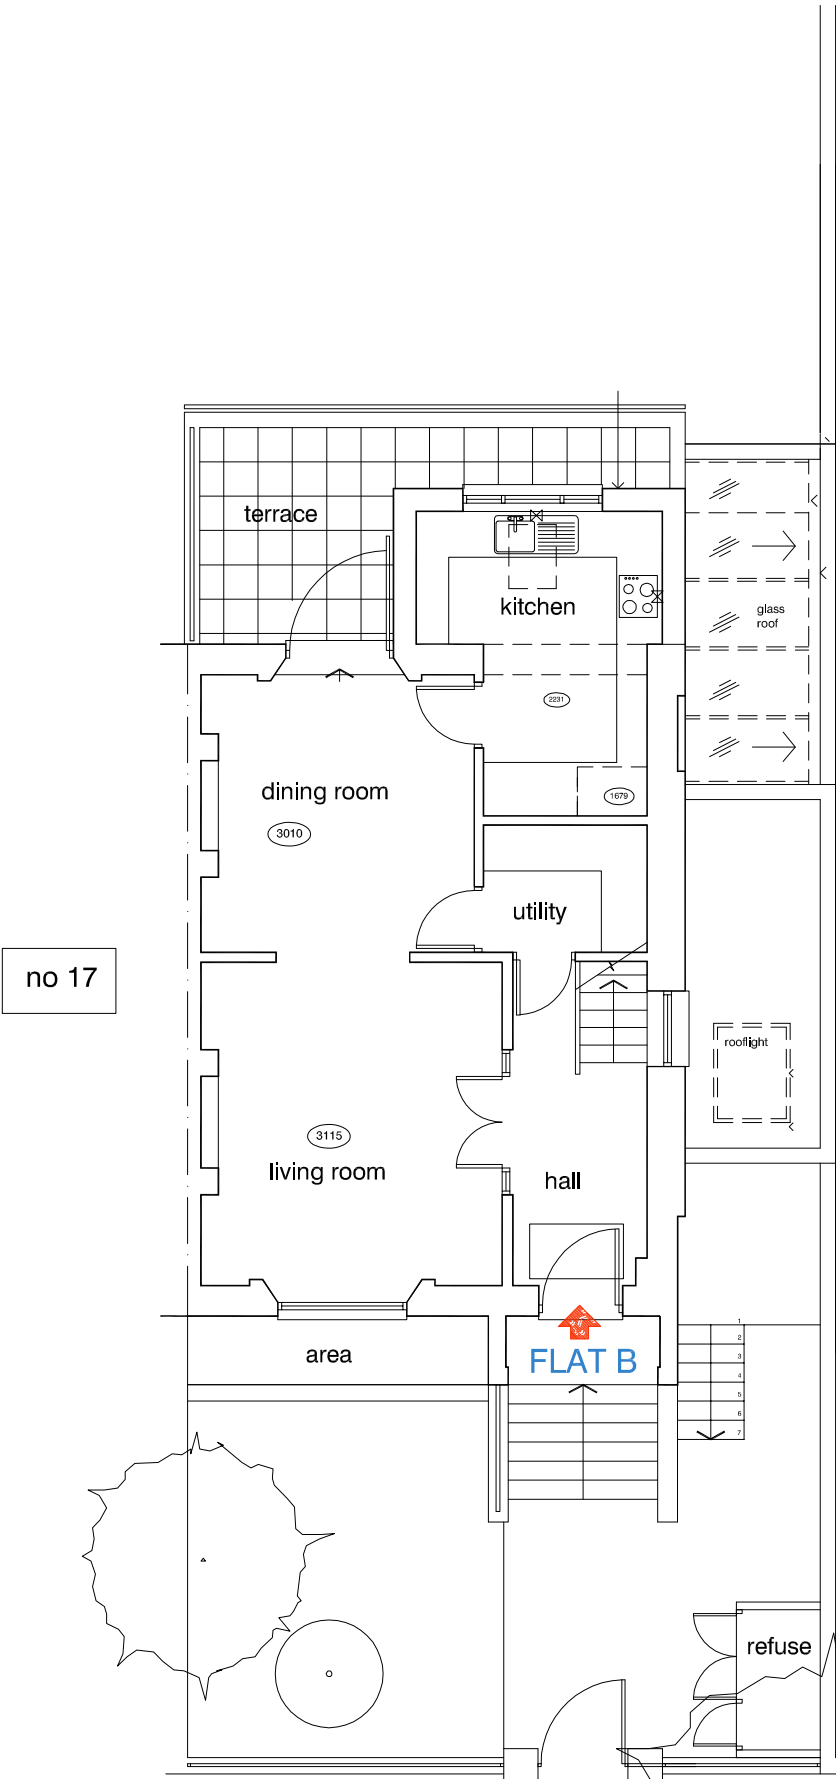 terrace
kitchen
glass
roof
2231
dining room
1679
3010
utility
no 17
rooflight
3115
living room
hall
1
2
3
4
5
6
7
area
FLAT B
refuse